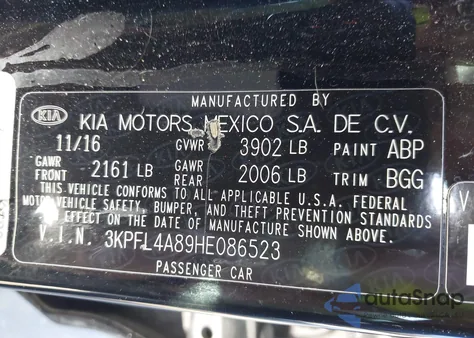 MANUFACTURED BY
KIA KIA MOTORS MEXICO S.A. DE C.V.
11/16 GVWR 3902 LB PAINT ABP
GAWR FRONT 2161 LB GAWR REAR 2006 LB TRIM BGG
THIS VEHICLE CONFORMS TO ALL APPLICABLE U.S.A. FEDERAL
MOTOR VEHICLE SAFETY, BUMPER, AND THEFT PREVENTION STANDARDS
IN EFFECT ON THE DATE OF MANUFACTURE SHOWN ABOVE.
V.I.N. 3KPFL4A89HE086523
PASSENGER CAR
autoSnap